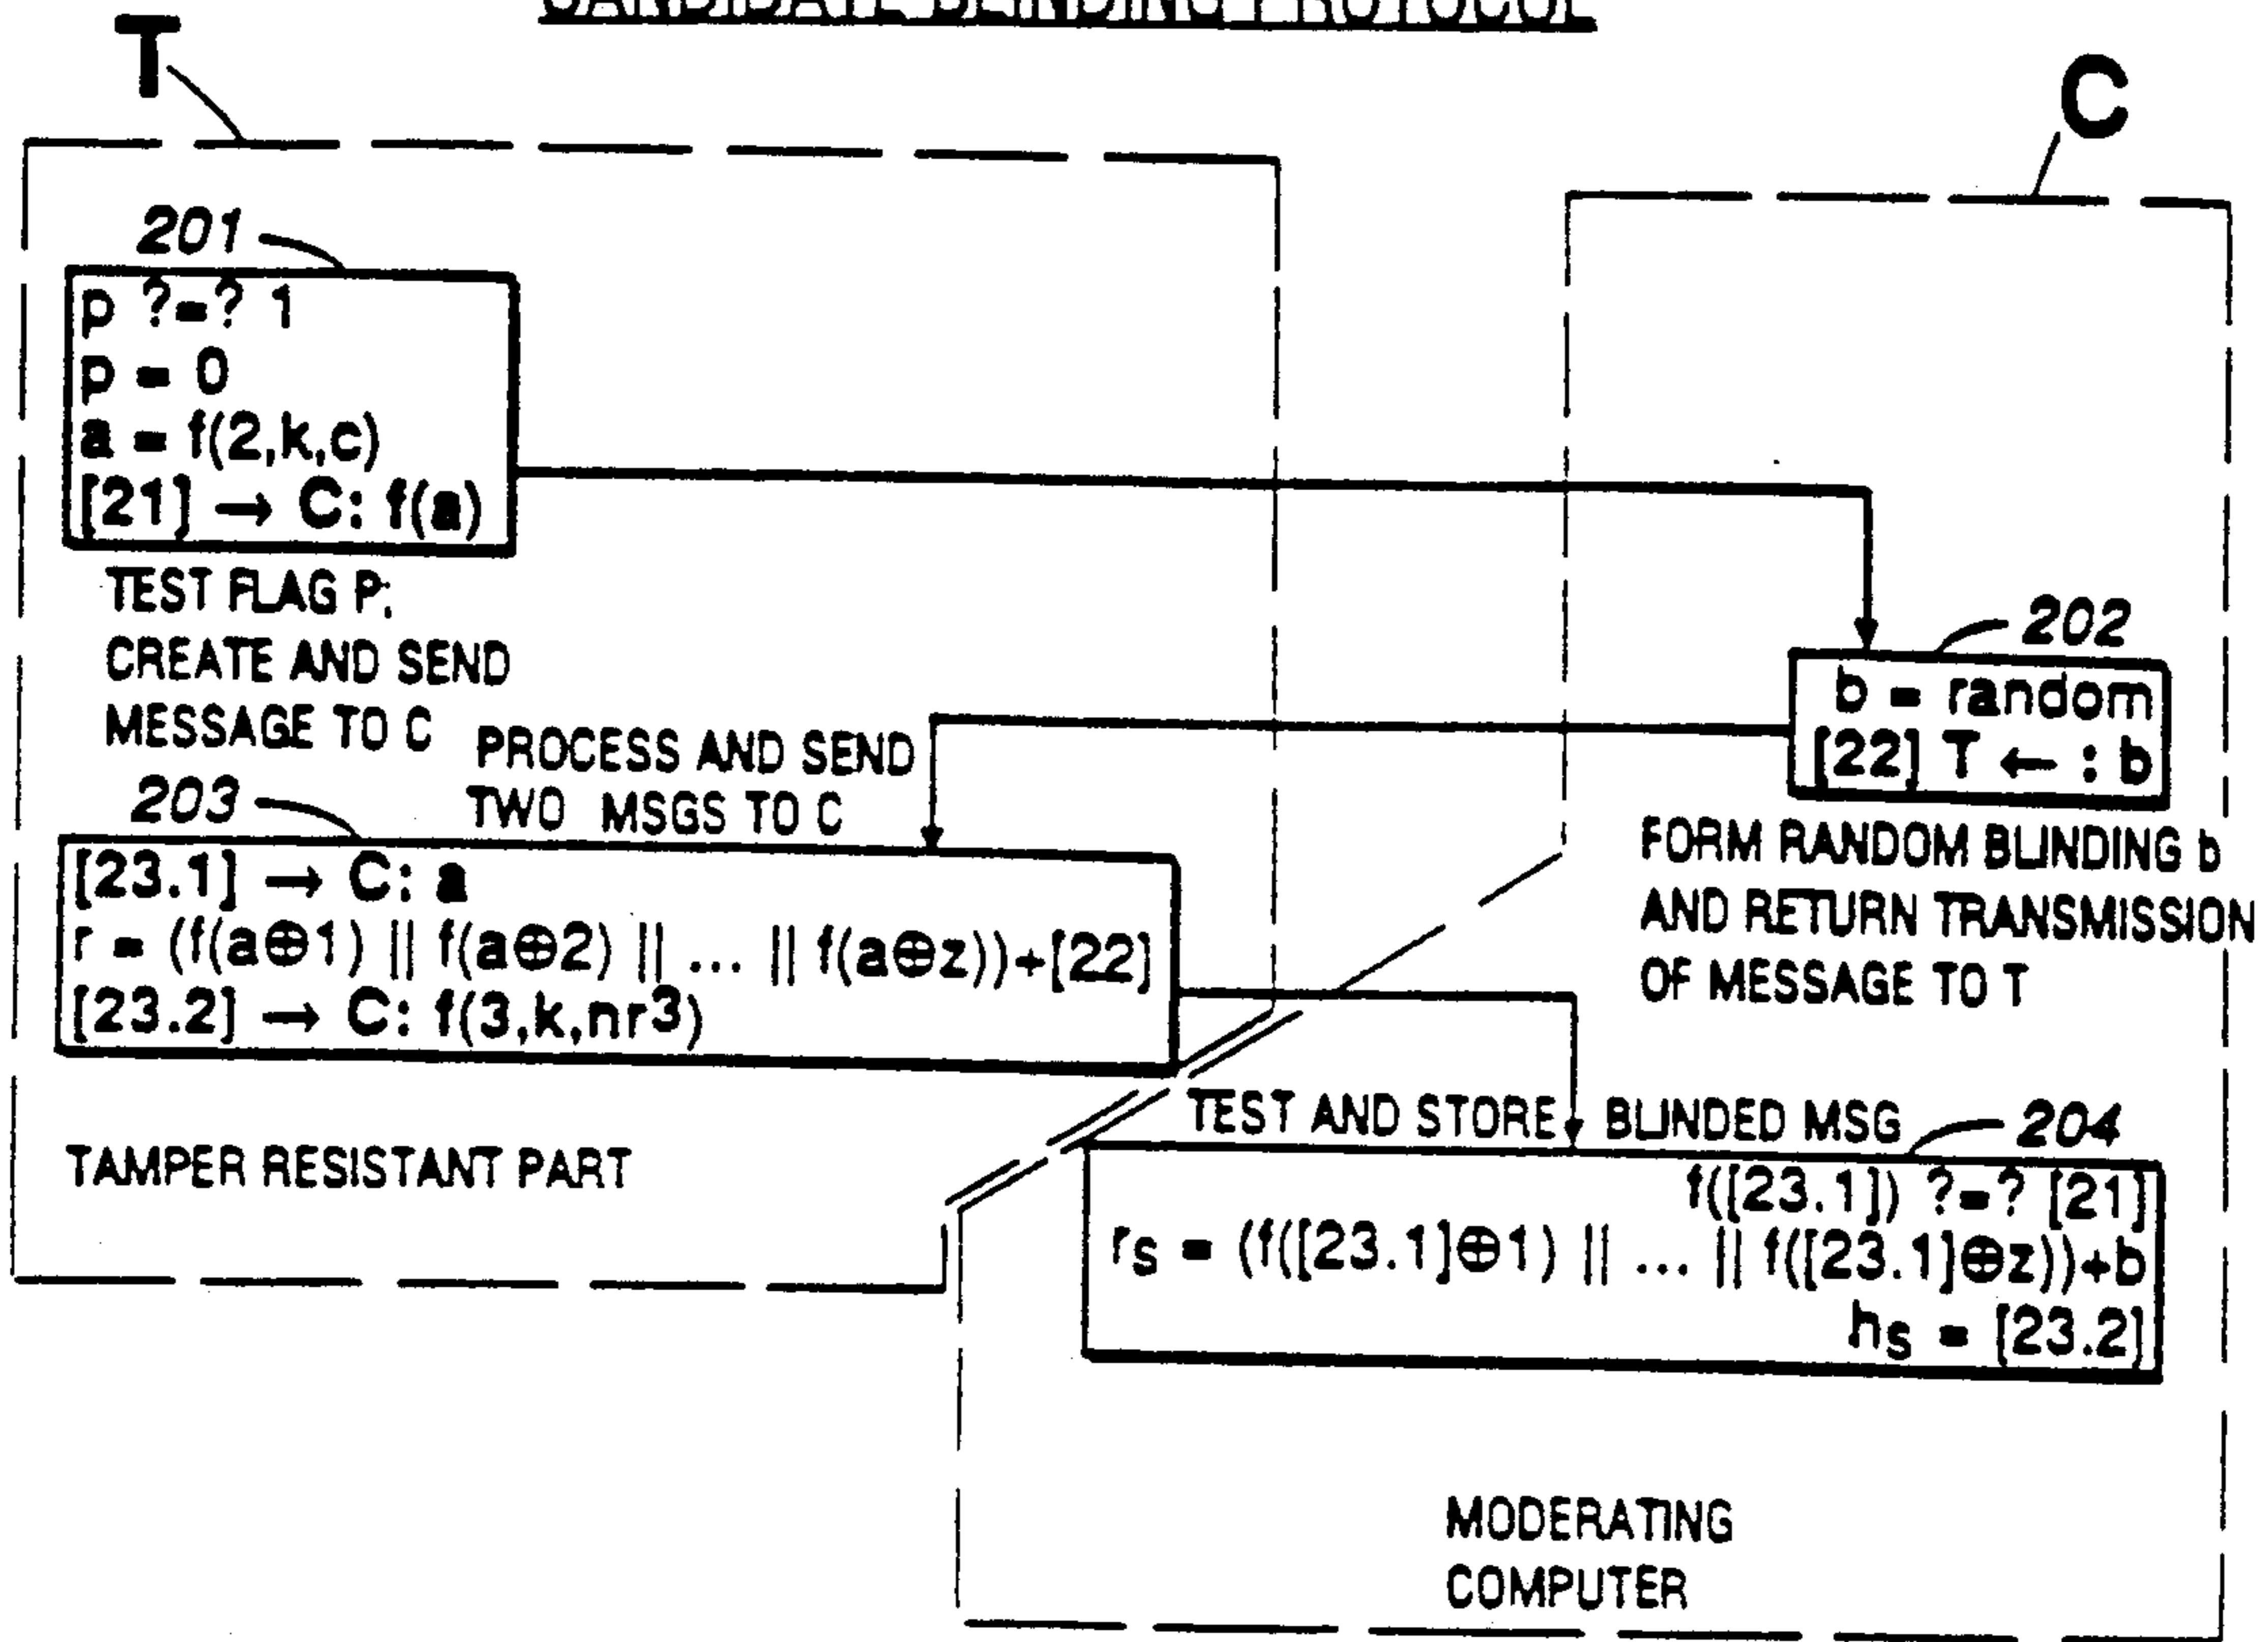 CANDIDATE BLINDING PROTOCOL
T
C
201
p ?=? 1
p = 0
a = f(2,k,c)
[21] → C: f(a)
TEST FLAG P;
CREATE AND SEND
MESSAGE TO C
202
b = random
[22] T ← : b
FORM RANDOM BLINDING b
AND RETURN TRANSMISSION
OF MESSAGE TO T
PROCESS AND SEND
TWO MSGS TO C
203
[23.1] → C: a
r = (f(a⊕1) || f(a⊕2) || ... || f(a⊕z))+[22]
[23.2] → C: f(3,k,nr3)
TAMPER RESISTANT PART
TEST AND STORE BLINDED MSG
204
f([23.1]) ?=? [21]
rs = (f([23.1]⊕1) || ... || f([23.1]⊕z))+b
hs = [23.2]
MODERATING
COMPUTER